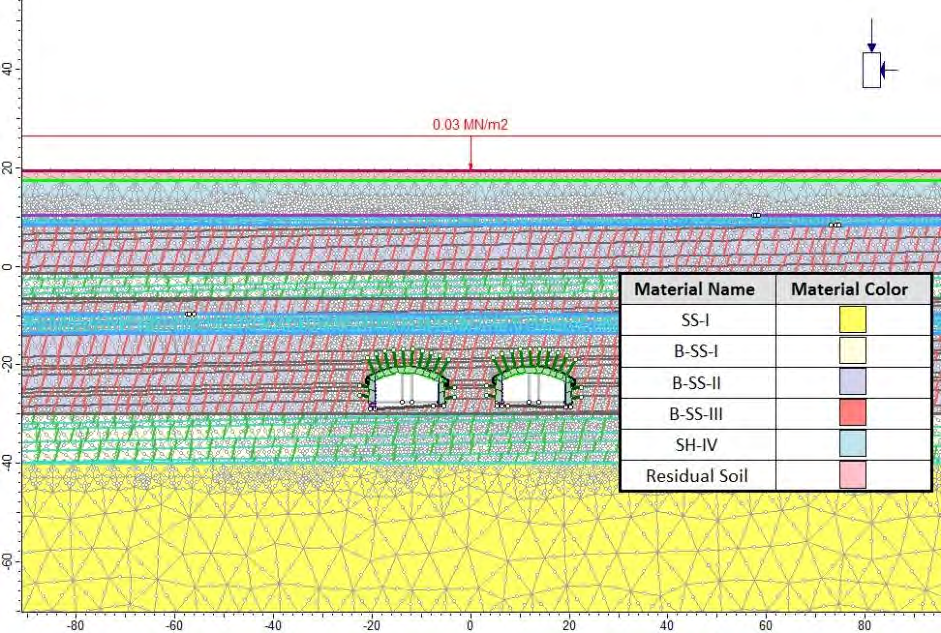 40
0.03 MN/m2
20
0
Material Name Material Color
SS-I
B-SS-I
-20
B-SS-II
B-SS-III
SH-IV
-40
Residual Soil
-60
-80 -60 -40 -20 0 20 40 60 80